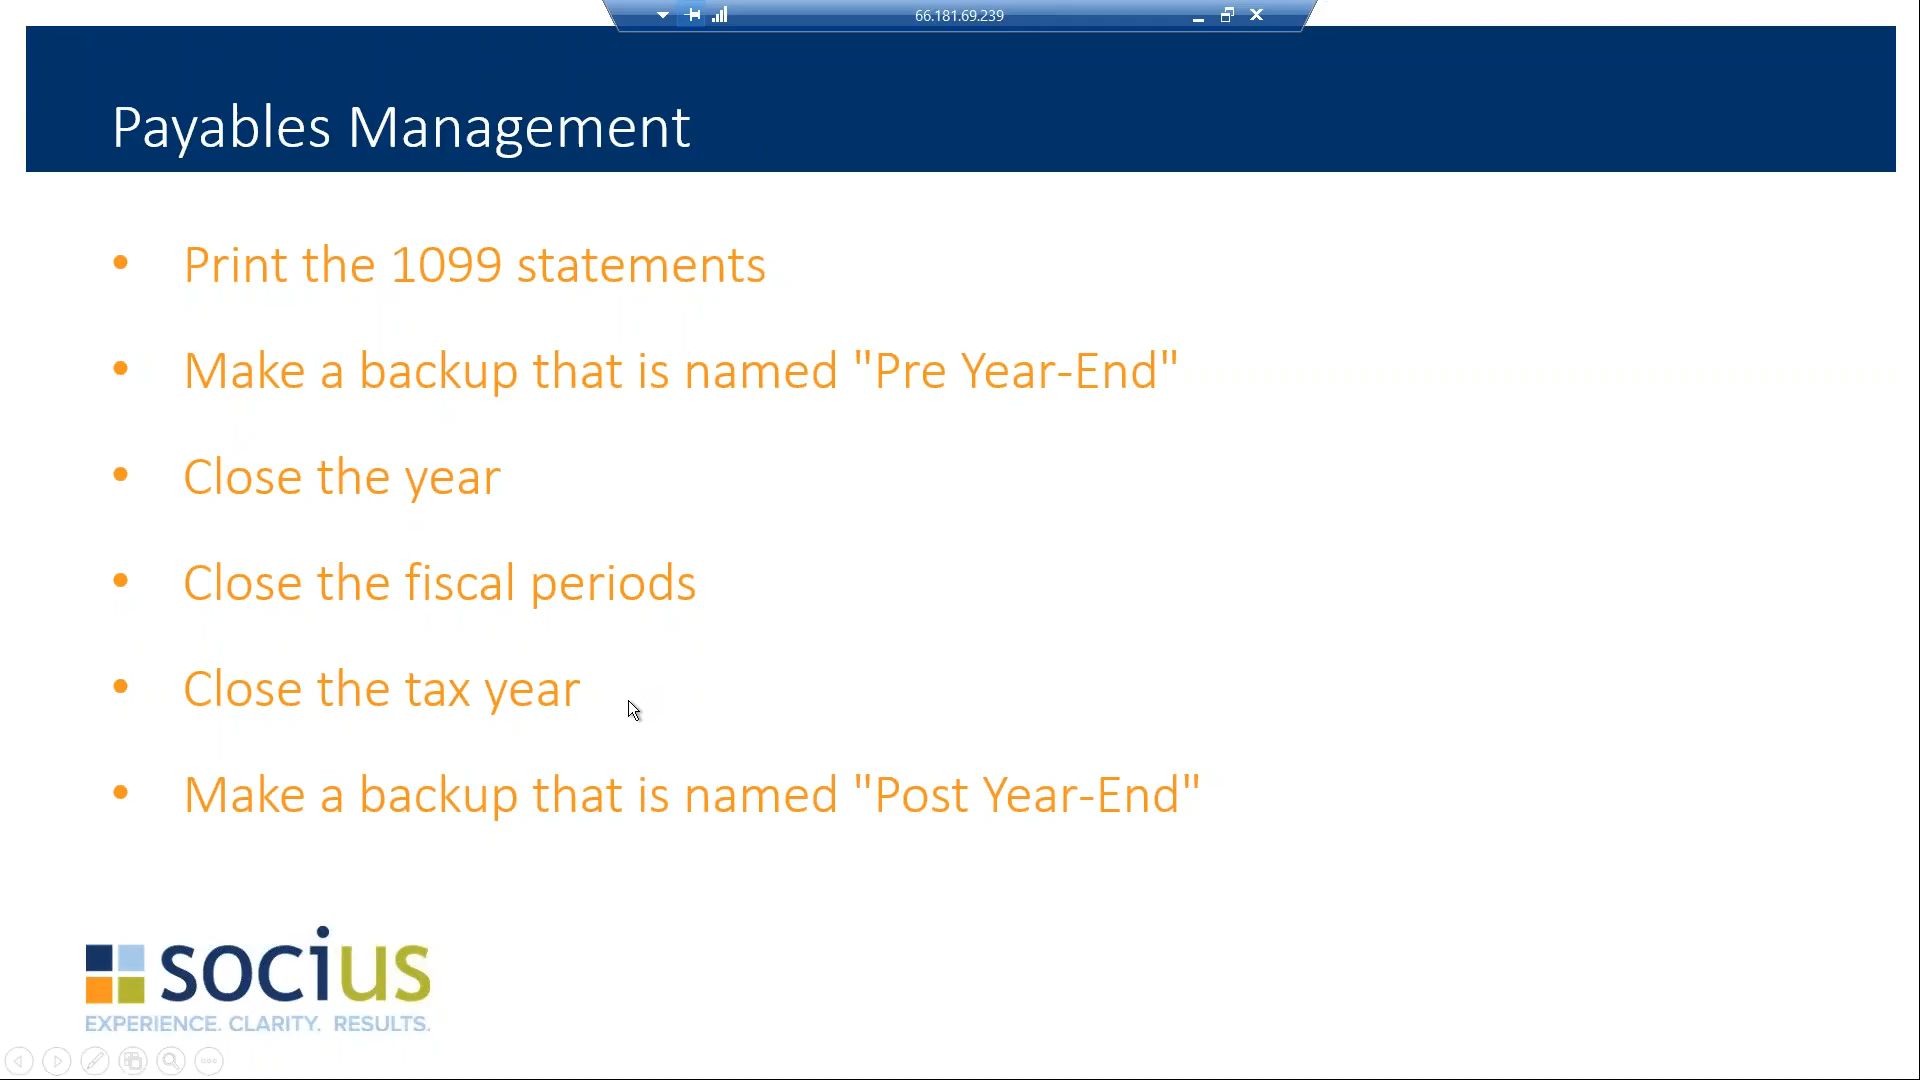 66.181.69.239
Payables Management
• Print the 1099 statements
• Make a backup that is named "Pre Year-End"
• Close the year
• Close the fiscal periods
• Close the tax year
• Make a backup that is named "Post Year-End"
socius
EXPERIENCE. CLARITY. RESULTS.